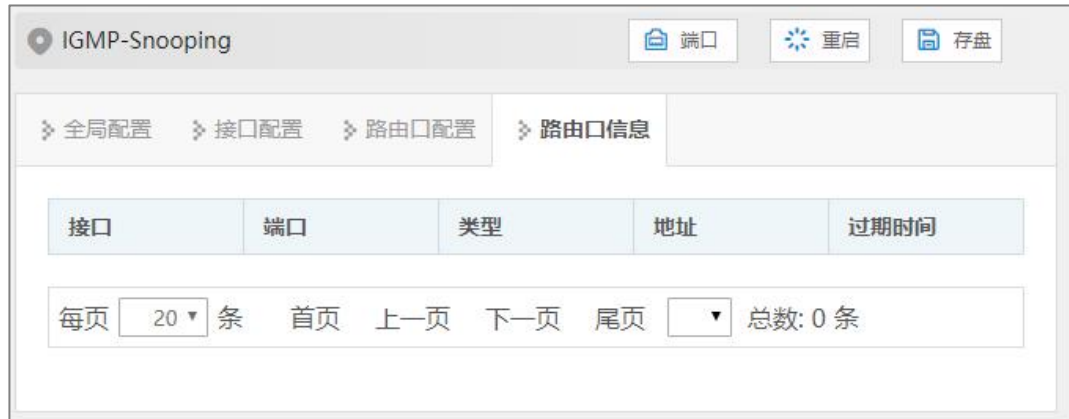 IGMP-Snooping 端口 重启 存盘
全局配置 接口配置 路由口配置 路由口信息
接口 端口 类型 地址 过期时间
每页 20 条 首页 上一页 下一页 尾页 总数: 0 条